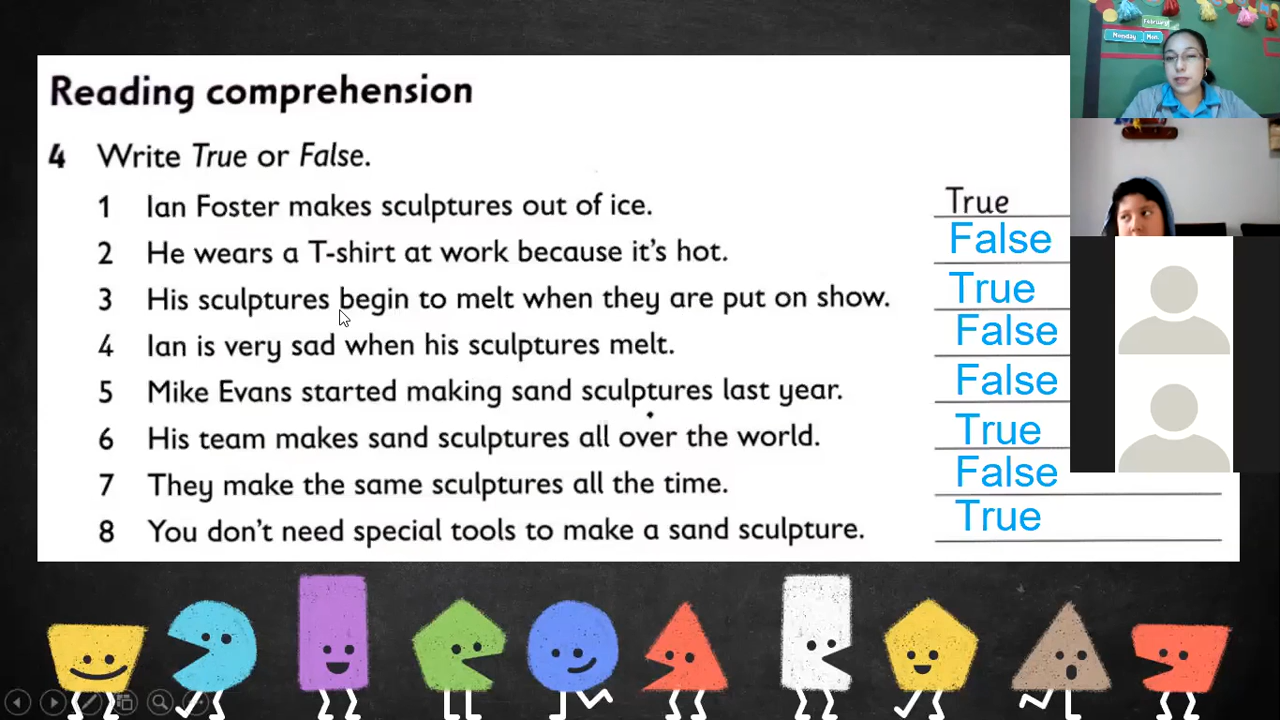 Reading comprehension
4 Write True or False.
1 Ian Foster makes sculptures out of ice. True
2 He wears a T-shirt at work because it's hot. False
3 His sculptures begin to melt when they are put on show. True
4 Ian is very sad when his sculptures melt. False
5 Mike Evans started making sand sculptures last year. False
6 His team makes sand sculptures all over the world. True
7 They make the same sculptures all the time. False
8 You don't need special tools to make a sand sculpture. True
February
Monday